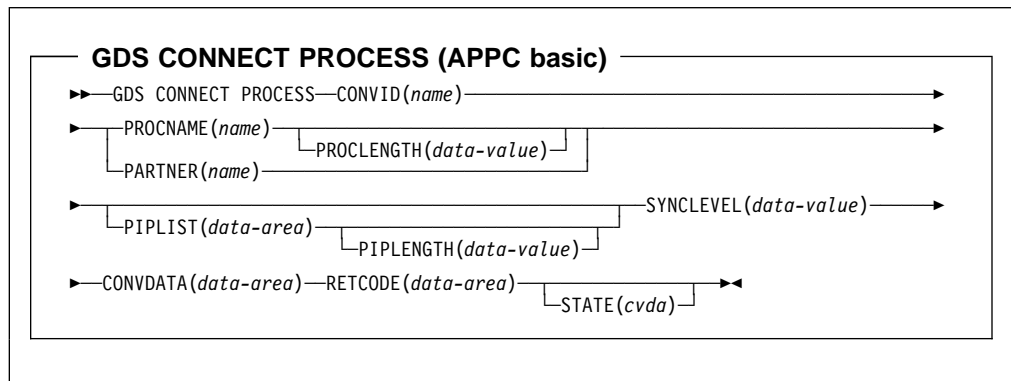 GDS CONNECT PROCESS (APPC basic)
GDS CONNECT PROCESS CONVID(name)
PROCNAME(name)
PROCLENGTH(data-value)
PARTNER(name)
SYNCLEVEL(data-value)
PIPLIST(data-area)
PIPLENGTH(data-value)
CONVDATA(data-area) RETCODE(data-area)
STATE(cvda)